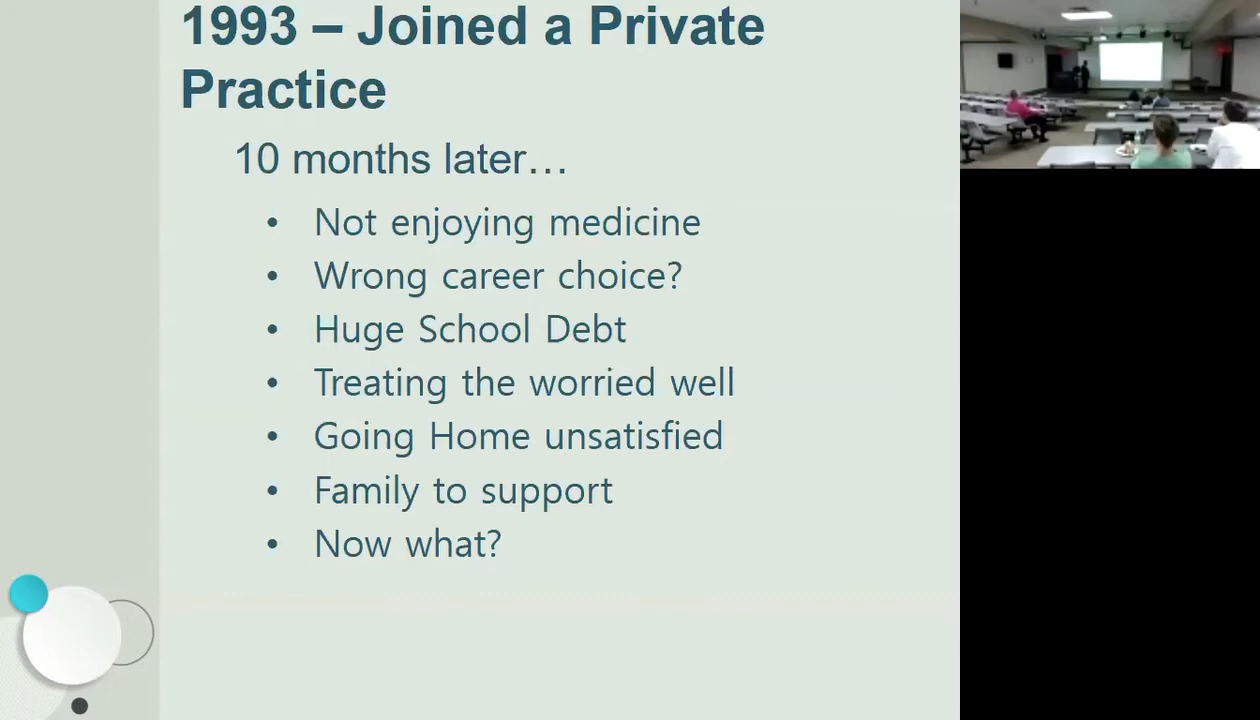 1993 – Joined a Private
Practice
10 months later…
• Not enjoying medicine
• Wrong career choice?
• Huge School Debt
• Treating the worried well
• Going Home unsatisfied
• Family to support
• Now what?